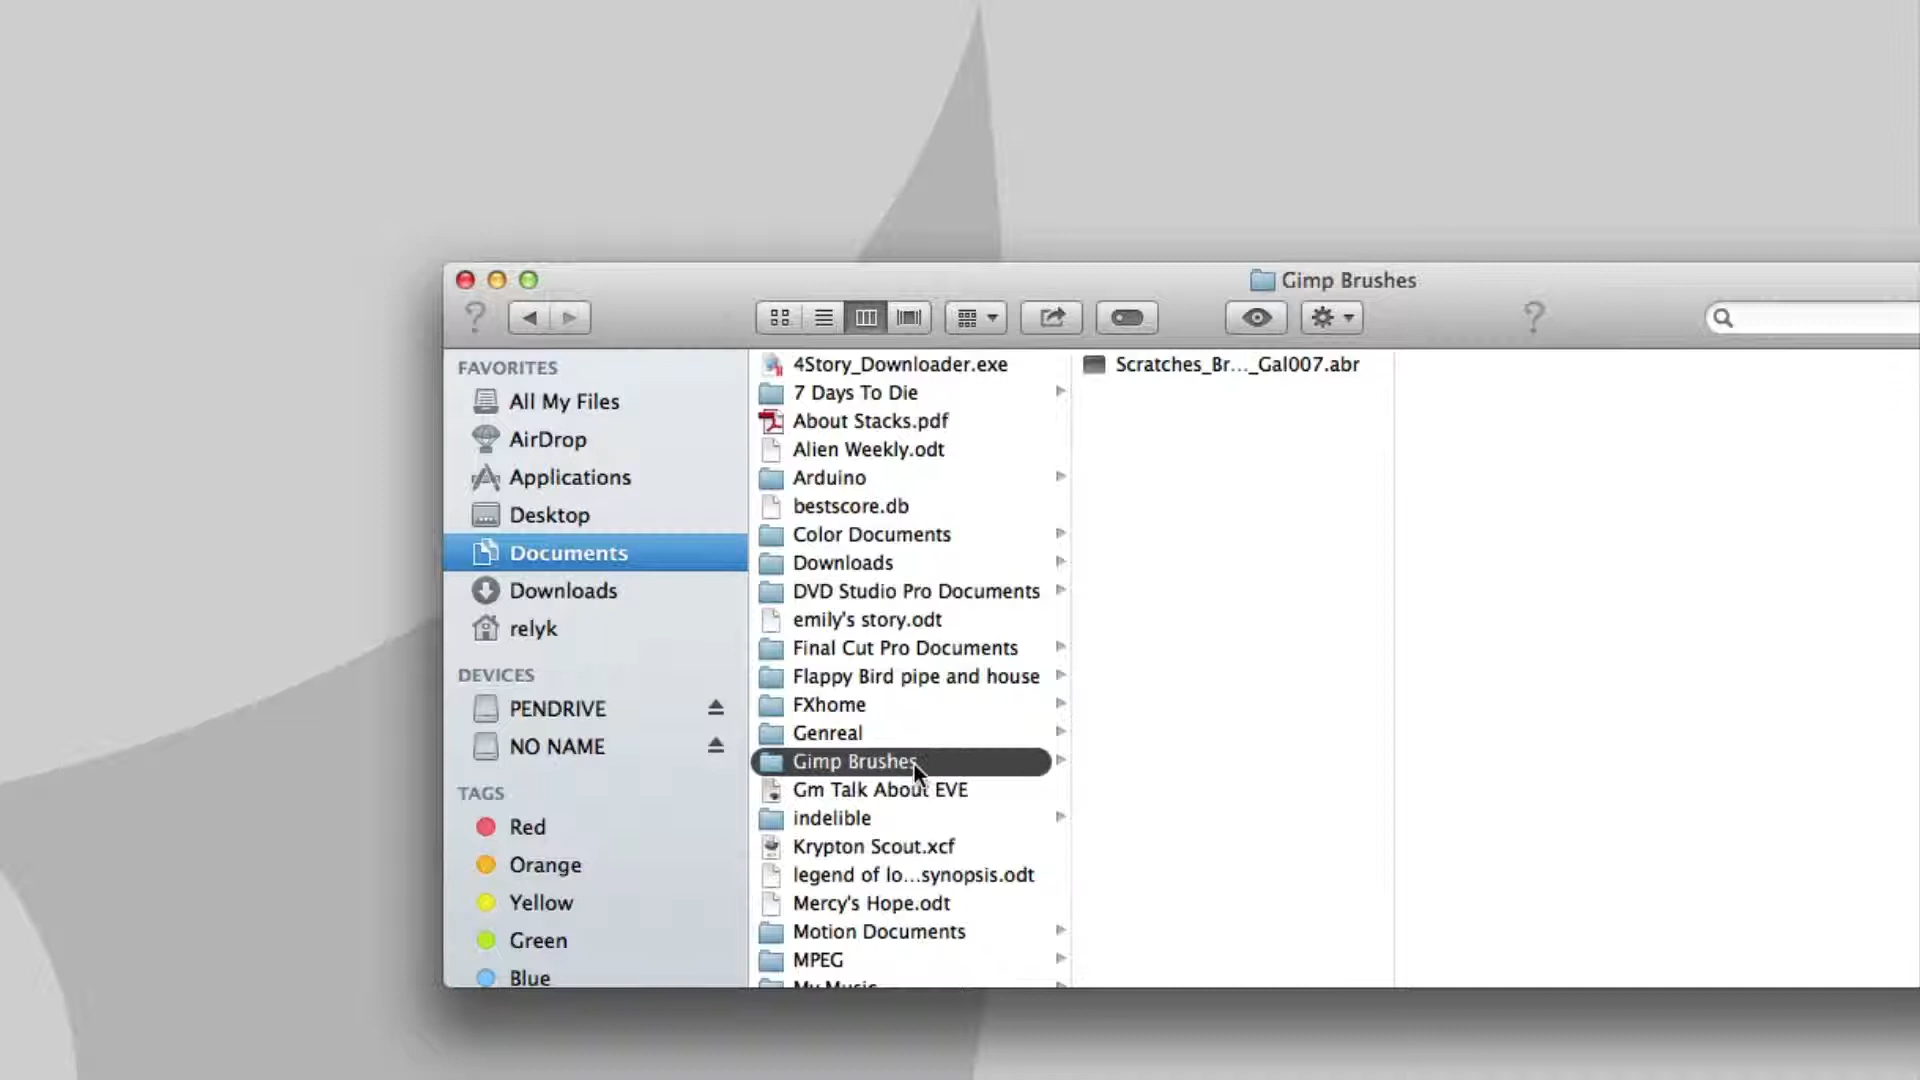 Gimp Brushes
FAVORITES
All My Files
AirDrop
Applications
Desktop
Documents
Downloads
relyk
DEVICES
PENDRIVE
NO NAME
TAGS
Red
Orange
Yellow
Green
Blue
4Story_Downloader.exe
7 Days To Die
About Stacks.pdf
Alien Weekly.odt
Arduino
bestscore.db
Color Documents
Downloads
DVD Studio Pro Documents
emily's story.odt
Final Cut Pro Documents
Flappy Bird pipe and house
FXhome
Genreal
Gimp Brushes
Gm Talk About EVE
indelible
Krypton Scout.xcf
legend of lo...synopsis.odt
Mercy's Hope.odt
Motion Documents
MPEG
My Music
Scratches_Br..._Gal007.abr